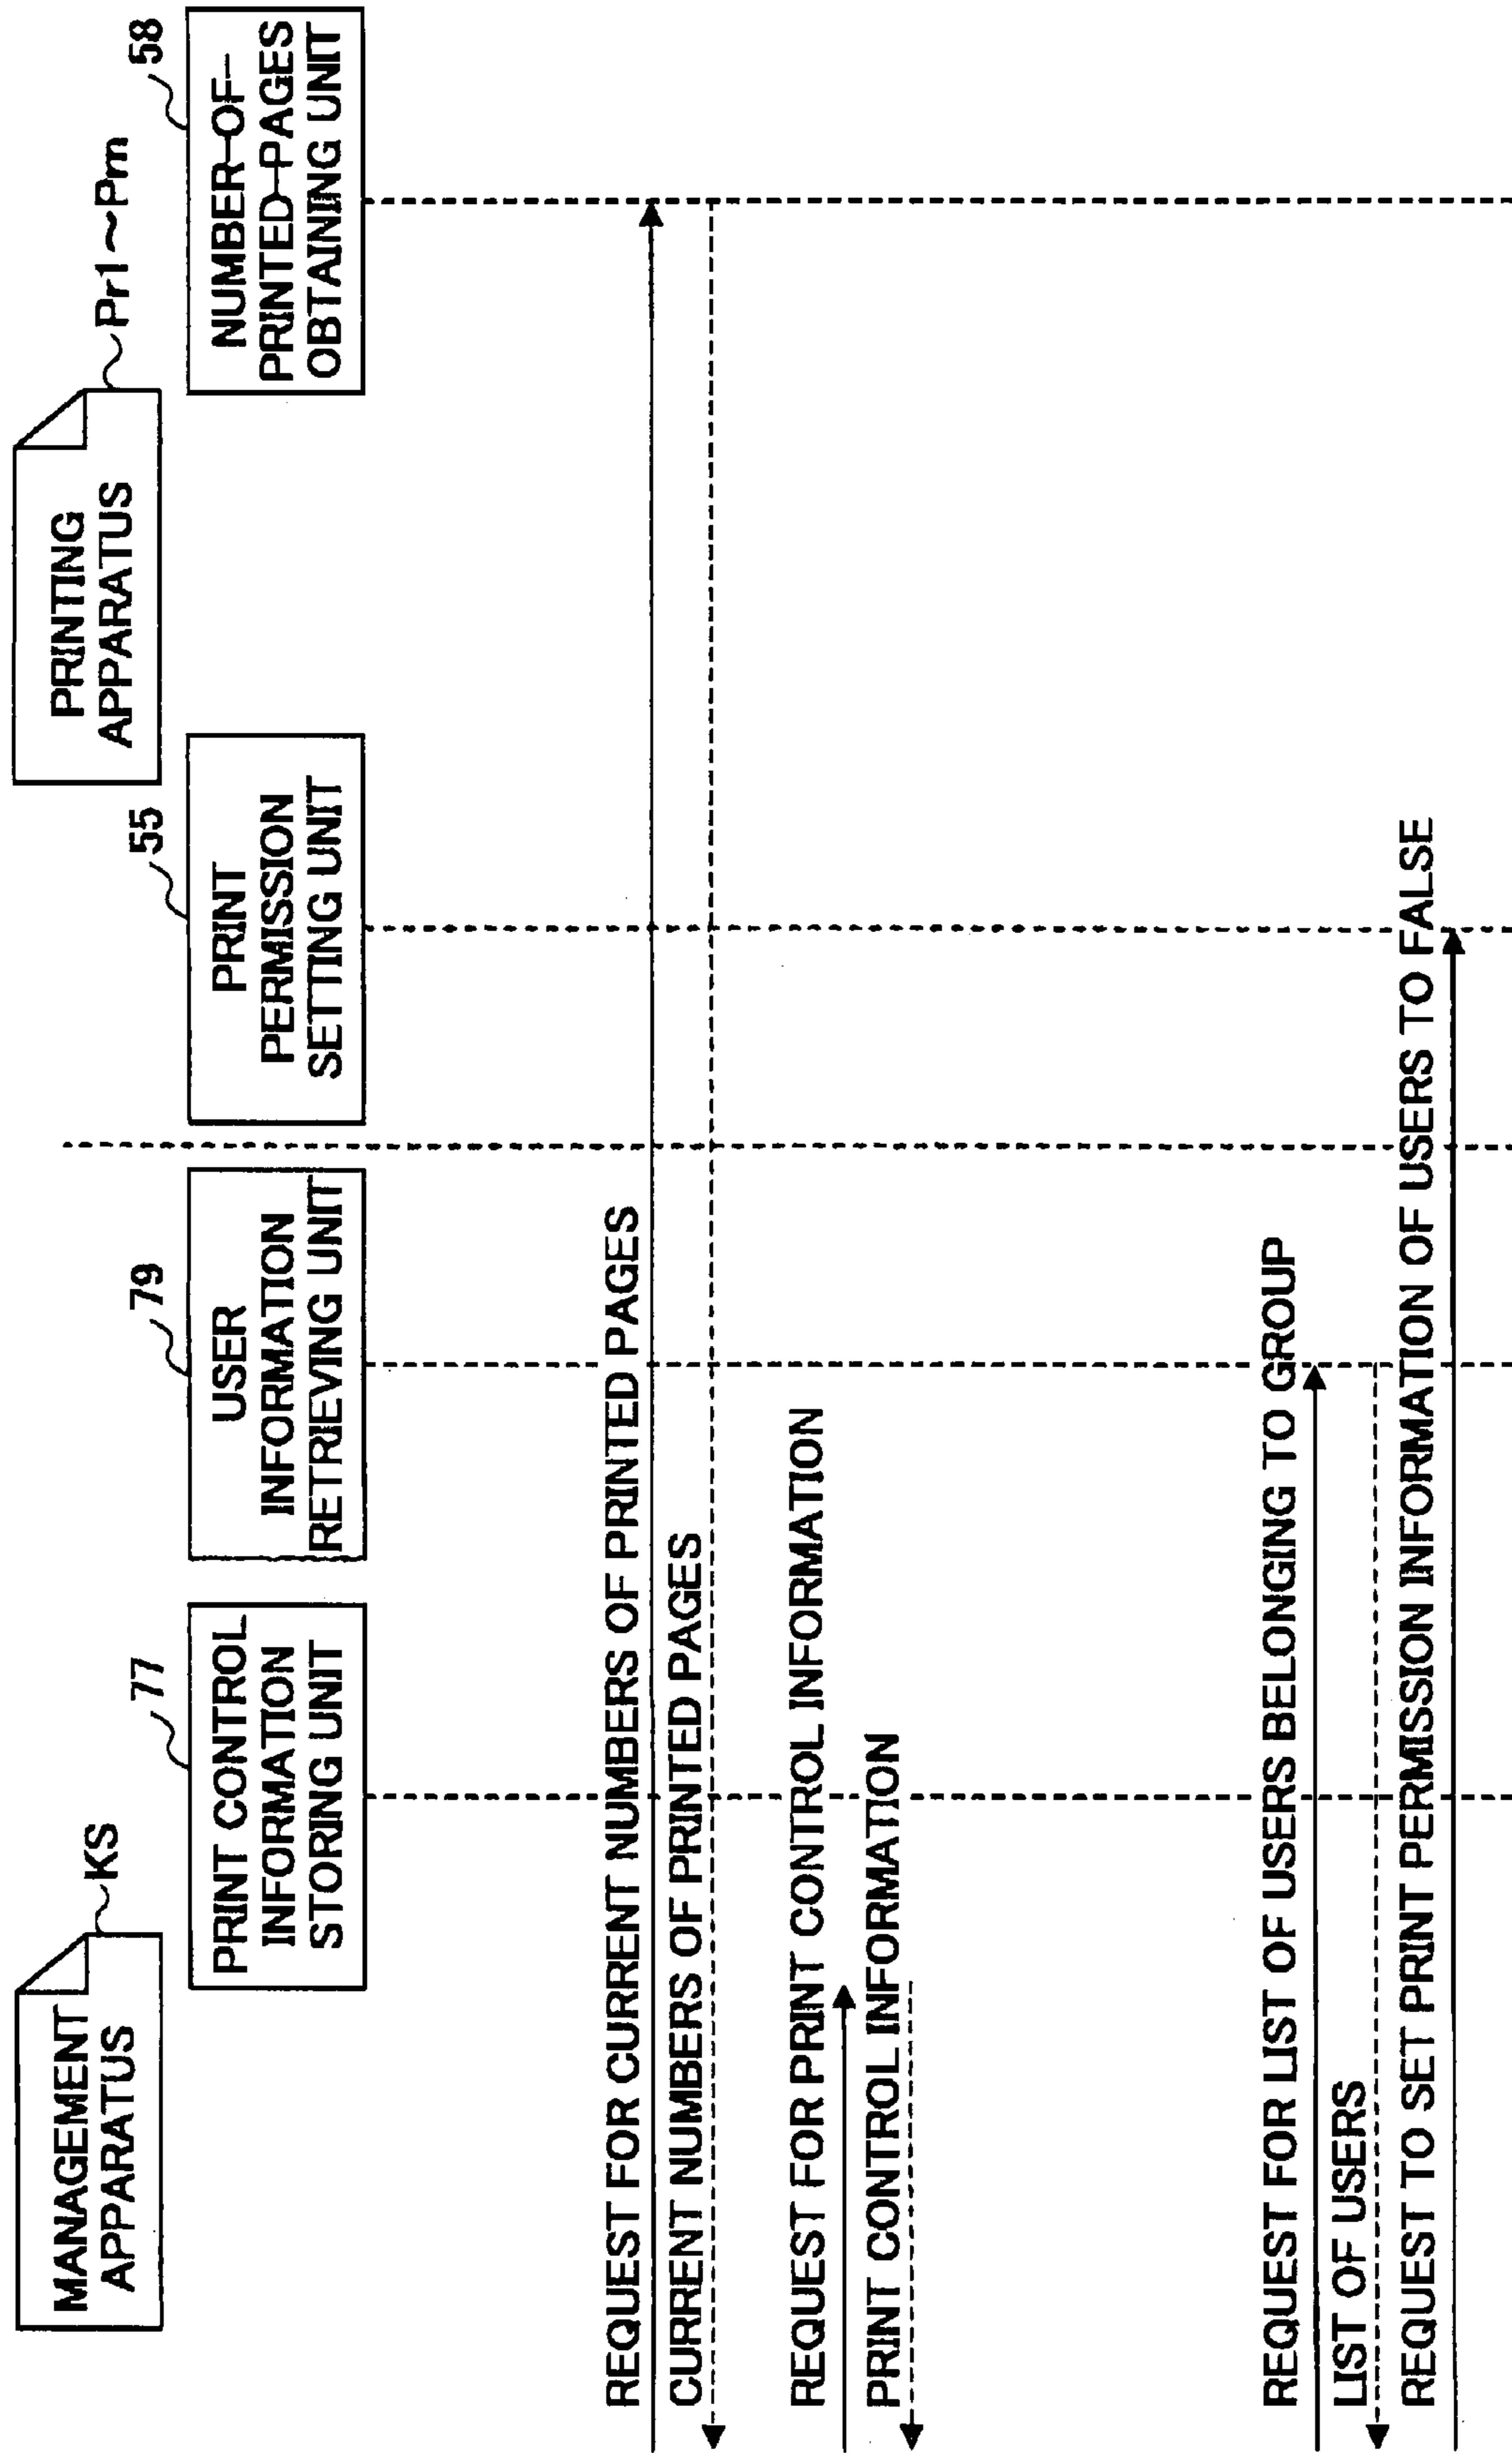 MANAGEMENT
APPARATUS
KS
PRINTING
APPARATUS
Pr1~Pm
77
PRINT CONTROL
INFORMATION
STORING UNIT
79
USER
INFORMATION
RETRIEVING UNIT
55
PRINT
PERMISSION
SETTING UNIT
58
NUMBER-OF-
PRINTED-PAGES
OBTAINING UNIT
REQUEST FOR CURRENT NUMBERS OF PRINTED PAGES
CURRENT NUMBERS OF PRINTED PAGES
REQUEST FOR PRINT CONTROL INFORMATION
PRINT CONTROL INFORMATION
REQUEST FOR LIST OF USERS BELONGING TO GROUP
LIST OF USERS
REQUEST TO SET PRINT PERMISSION INFORMATION OF USERS TO FALSE